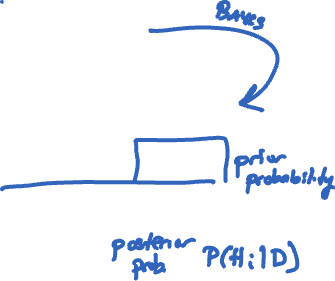 BAYES
prior
probability
posterior
prob.
P(Hi|D)